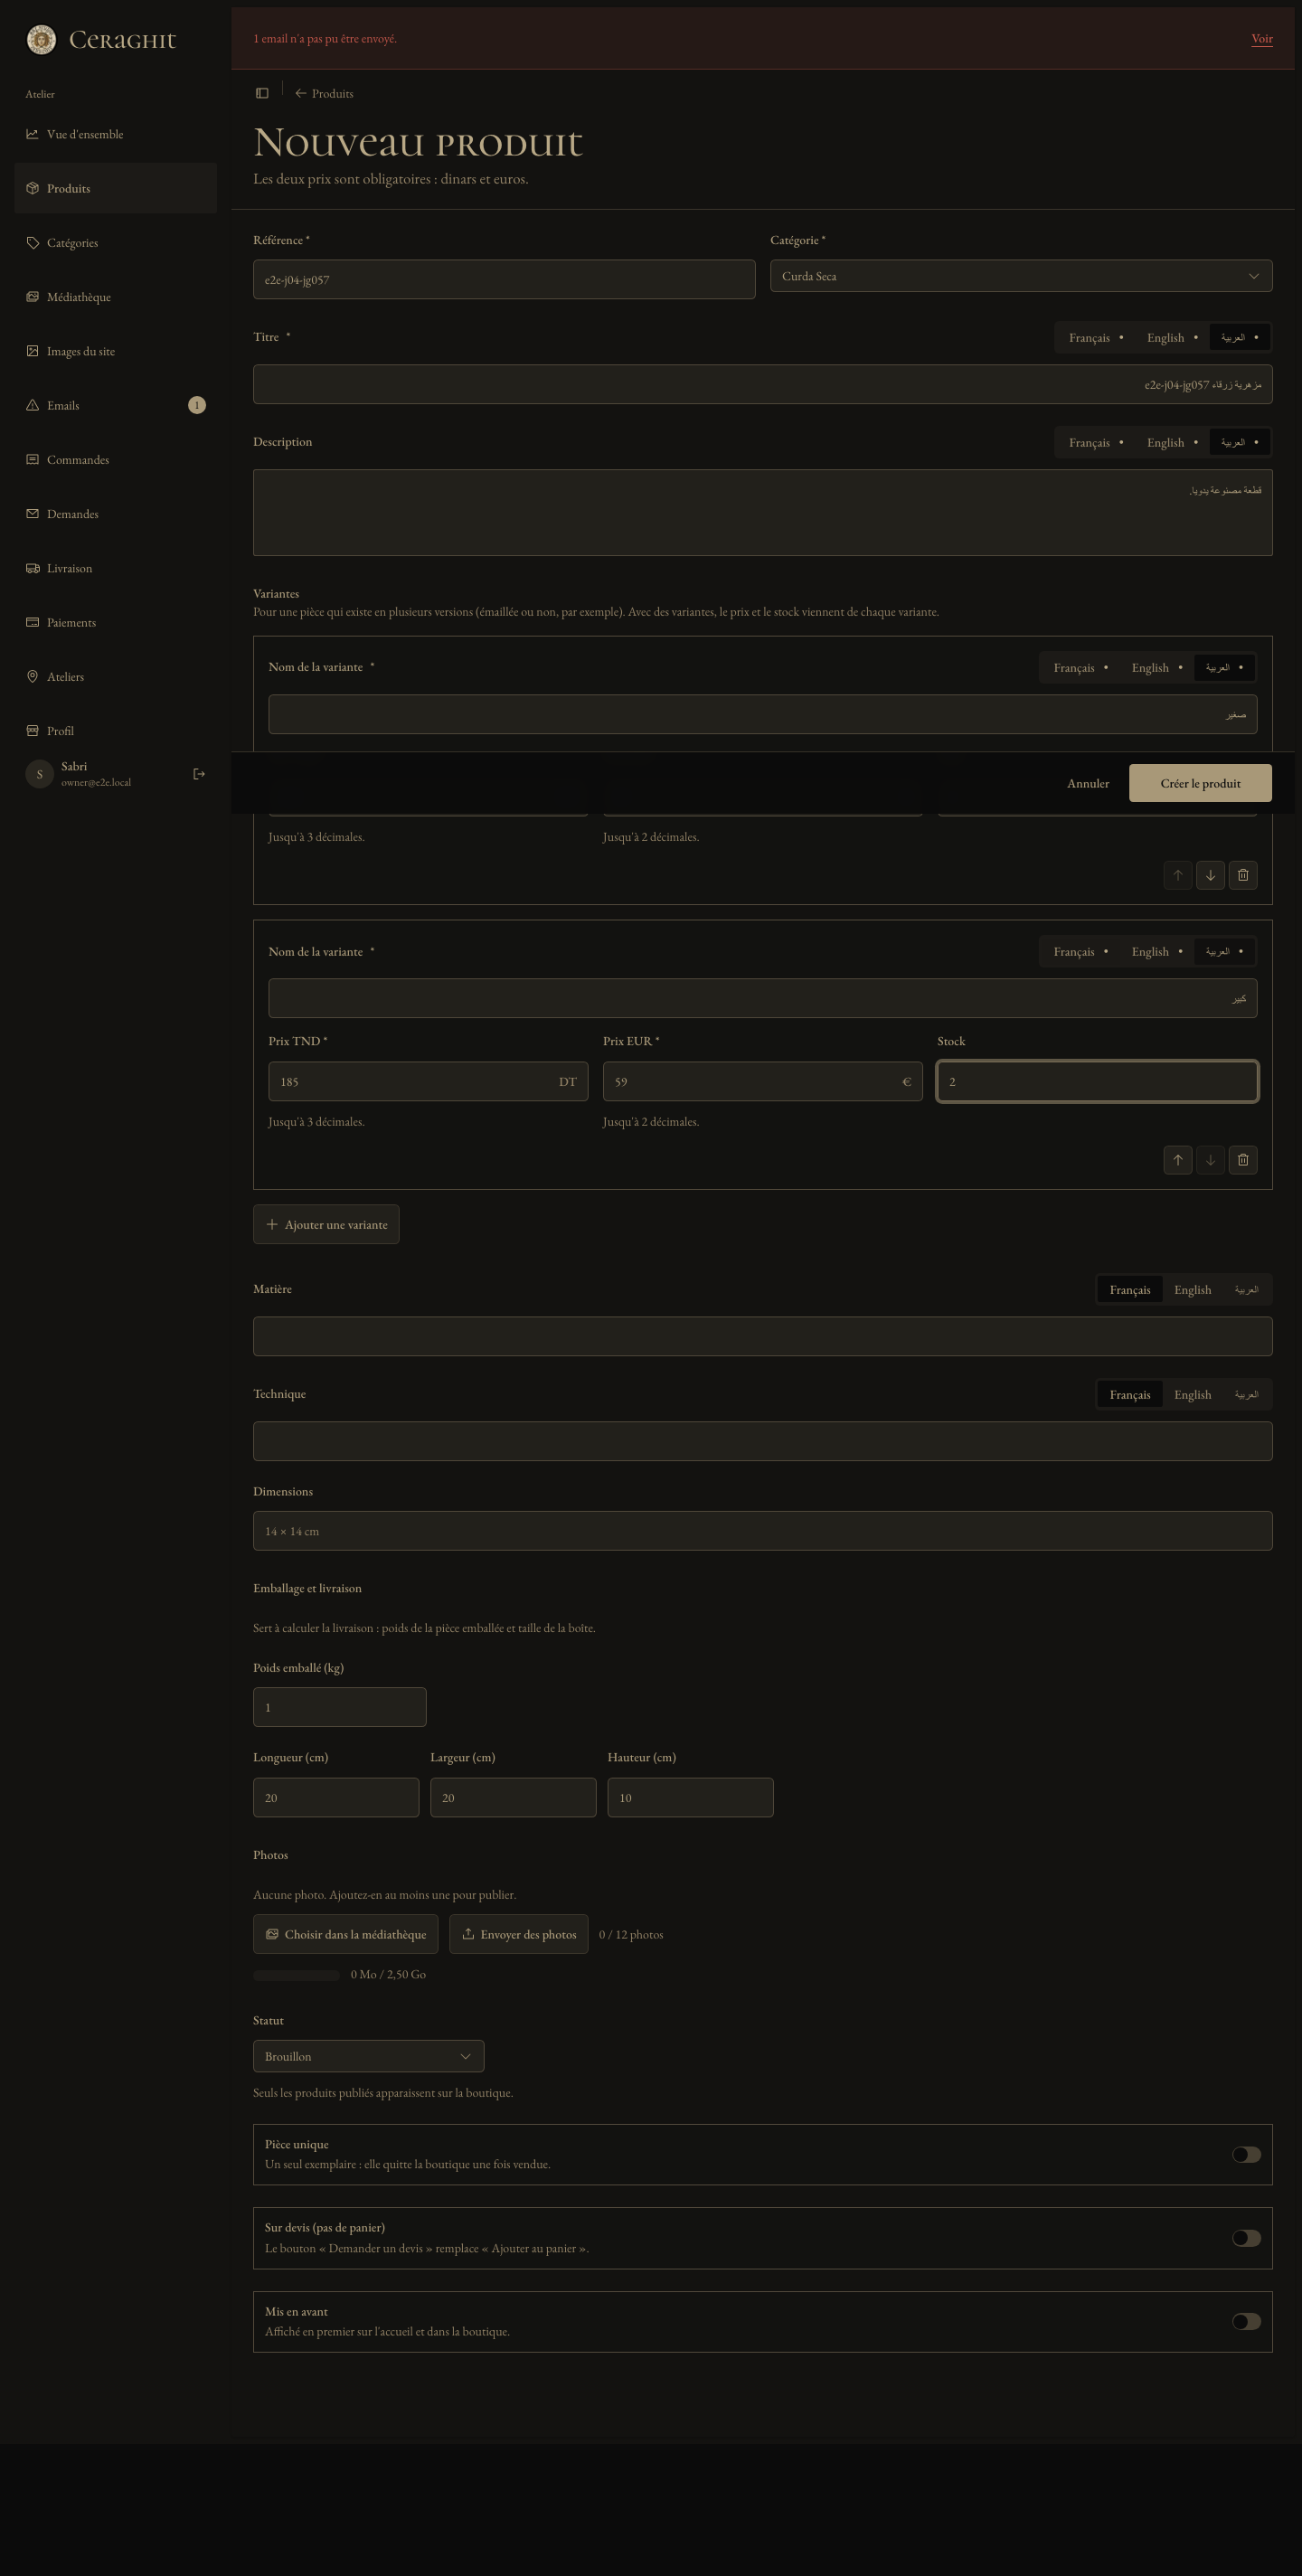 Ceraghit
Atelier
Vue d'ensemble
Produits
Catégories
Médiathèque
Images du site
Emails 1
Commandes
Demandes
Livraison
Paiements
Ateliers
Profil
S Sabri
owner@e2e.local
1 email n'a pas pu être envoyé. Voir
Produits
Nouveau produit
Les deux prix sont obligatoires : dinars et euros.
Référence * Catégorie *
e2e-j04-jg057 Curda Seca
Titre * Français • English • العربية •
مزهرية زرقاء e2e-j04-jg057
Description Français • English • العربية •
قطعة مصنوعة يدويا.
Variantes
Pour une pièce qui existe en plusieurs versions (émaillée ou non, par exemple). Avec des variantes, le prix et le stock viennent de chaque variante.
Nom de la variante * Français • English • العربية •
صغير
Annuler Créer le produit
Jusqu'à 3 décimales. Jusqu'à 2 décimales.
Nom de la variante * Français • English • العربية •
كبير
Prix TND * Prix EUR * Stock
185 DT 59 € 2
Jusqu'à 3 décimales. Jusqu'à 2 décimales.
Ajouter une variante
Matière Français English العربية
Technique Français English العربية
Dimensions
14 × 14 cm
Emballage et livraison
Sert à calculer la livraison : poids de la pièce emballée et taille de la boîte.
Poids emballé (kg)
1
Longueur (cm) Largeur (cm) Hauteur (cm)
20 20 10
Photos
Aucune photo. Ajoutez-en au moins une pour publier.
Choisir dans la médiathèque Envoyer des photos 0 / 12 photos
0 Mo / 2,50 Go
Statut
Brouillon
Seuls les produits publiés apparaissent sur la boutique.
Pièce unique
Un seul exemplaire : elle quitte la boutique une fois vendue.
Sur devis (pas de panier)
Le bouton « Demander un devis » remplace « Ajouter au panier ».
Mis en avant
Affiché en premier sur l'accueil et dans la boutique.